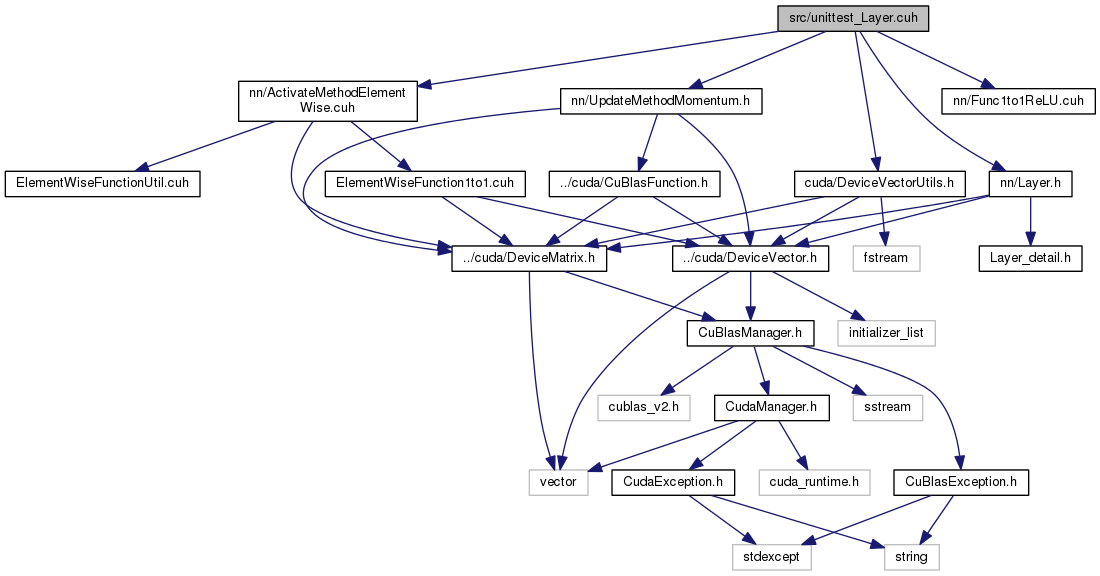 src/unittest_Layer.cuh
nn/ActivateMethodElement
Wise.cuh
nn/UpdateMethodMomentum.h
nn/Func1to1ReLU.cuh
ElementWiseFunctionUtil.cuh
ElementWiseFunction1to1.cuh
../cuda/CuBlasFunction.h
cuda/DeviceVectorUtils.h
nn/Layer.h
../cuda/DeviceMatrix.h
../cuda/DeviceVector.h
fstream
Layer_detail.h
CuBlasManager.h
initializer_list
cublas_v2.h
CudaManager.h
sstream
vector
CudaException.h
cuda_runtime.h
CuBlasException.h
stdexcept
string